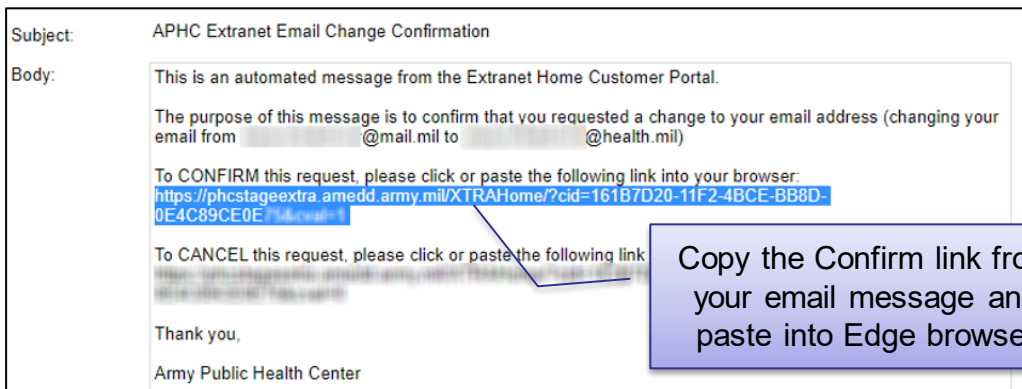 Subject: APHC Extranet Email Change Confirmation
Body: This is an automated message from the Extranet Home Customer Portal.
The purpose of this message is to confirm that you requested a change to your email address (changing your
email from @mail.mil to @health.mil)
To CONFIRM this request, please click or paste the following link into your browser:
https://phcstageextra.amedd.army.mil/XTRAHome/?cid=161B7D20-11F2-4BCE-BB8D-
0E4C89CE0E
To CANCEL this request, please click or paste the following link
Copy the Confirm link fro
your email message an
paste into Edge browse
Thank you,
Army Public Health Center